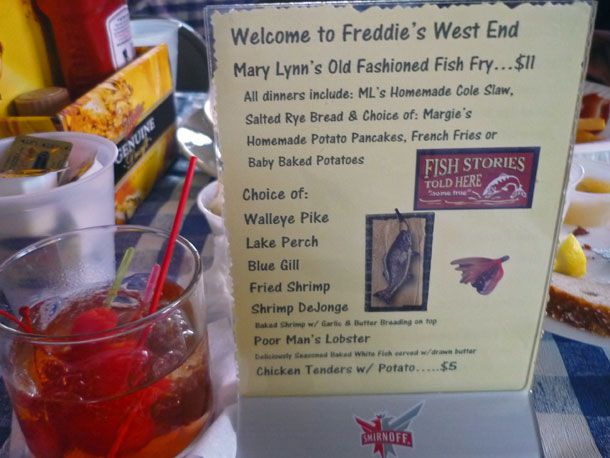 Welcome to Freddie's West End
Mary Lynn's Old Fashioned Fish Fry...$11
All dinners include: ML's Homemade Cole Slaw,
Salted Rye Bread & Choice of: Margie's
Homemade Potato Pancakes, French Fries or
Baby Baked Potatoes
FISH STORIES
TOLD HERE
"some true"
Choice of:
Walleye Pike
Lake Perch
Blue Gill
Fried Shrimp
Shrimp DeJonge
Baked Shrimp w/ Garlic & Butter Breading on top
Poor Man's Lobster
Deliciously Seasoned Baked White Fish served w/drawn butter
Chicken Tenders w/ Potato.....$5
SMIRNOFF
GENUINE